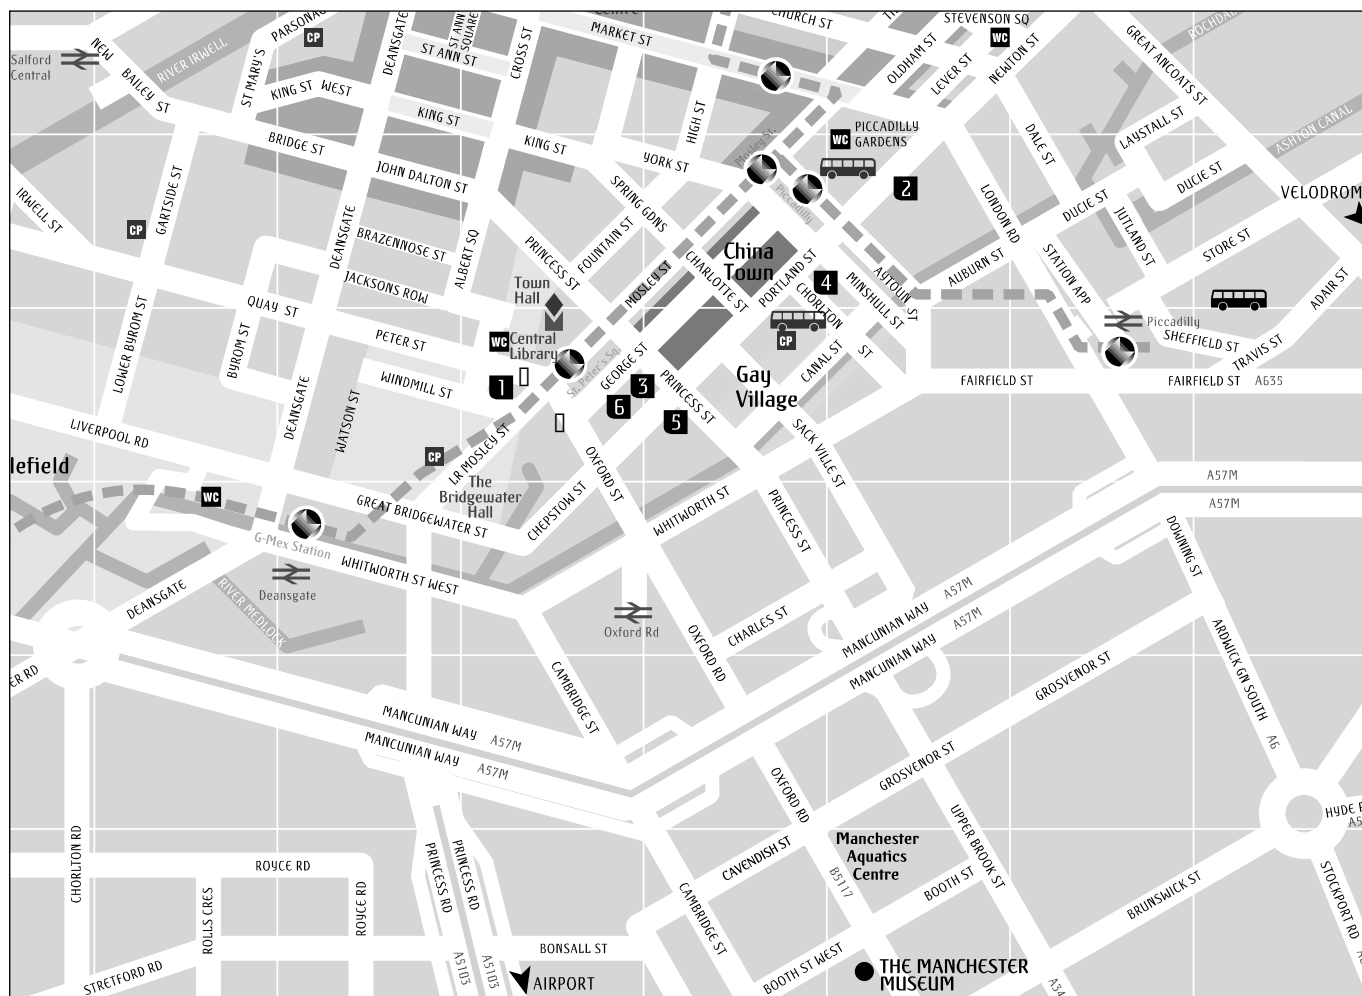 Centre
CHURCH ST
STEVENSON SQ
PARSONAG
DEANSGATE
ST ANN
SQUARE
CROSS ST
MARKET ST
OLDHAM ST
WC
ROCHDA
NEW
CP
ST ANN ST
LEVER ST
NEWTON ST
GREAT ANCOATS ST
Salford
Central
RIVER IRWELL
ST MARY'S
BAILEY ST
KING ST WEST
KING ST
HIGH ST
PICCADILLY
GARDENS
WC
LAYSTALL ST
ASHTON CANAL
BRIDGE ST
KING ST
YORK ST
Mosley St.
DALE ST
JOHN DALTON ST
SPRING GDNS
2
DUCIE ST
VELODROM
IRWELL ST
GARTSIDE ST
CP
DEANSGATE
BRAZENNOSE ST
ALBERT SQ
PRINCESS ST
FOUNTAIN ST
Piccadilly
LONDON RD
DUCIE ST
JUTLAND ST
STORE ST
China
Town
CHARLOTTE ST
PORTLAND ST
4
MINSHULL ST
AYTOUN ST
AUBURN ST
STATION APP
ADAIR ST
JACKSONS ROW
Town
Hall
MOSLEY ST
CHORLTON ST
QUAY ST
LOWER BYROM ST
BYROM ST
PETER ST
WC
Central
Library
CP
Piccadilly
SHEFFIELD ST
TRAVIS ST
St. Peter's Sq.
GEORGE ST
CANAL ST
WINDMILL ST
1
3
6
5
PRINCESS ST
Gay
Village
FAIRFIELD ST
FAIRFIELD ST A635
DEANSGATE
WATSON ST
LIVERPOOL RD
CP
LR MOSLEY ST
OXFORD ST
SACK VILLE ST
lefield
The
Bridgewater
Hall
A57M
A57M
WC
GREAT BRIDGEWATER ST
CHEPSTOW ST
WHITWORTH ST
PRINCESS ST
G-Mex Station
WHITWORTH ST WEST
DOWNING ST
Deansgate
DEANSGATE
RIVER MEDLOCK
Oxford Rd
CHARLES ST
MANCUNIAN WAY A57M
MANCUNIAN WAY A57M
ER RD
OXFORD RD
CAMBRIDGE ST
GROSVENOR ST
ARDWICK GN SOUTH A6
MANCUNIAN WAY A57M
MANCUNIAN WAY A57M
GROSVENOR ST
OXFORD RD
HYDE
CHORLTON RD
PRINCESS RD
PRINCESS RD
CAVENDISH ST
Manchester
Aquatics
Centre
UPPER BROOK ST
ROYCE RD
B5117
BOOTH ST
BRUNSWICK ST
STOCKPORT RD
ROLLS CRES
ROYCE RD
CAMBRIDGE ST
BONSALL ST
A5103
A5103
STRETFORD RD
AIRPORT
BOOTH ST WEST
THE MANCHESTER
MUSEUM
A34